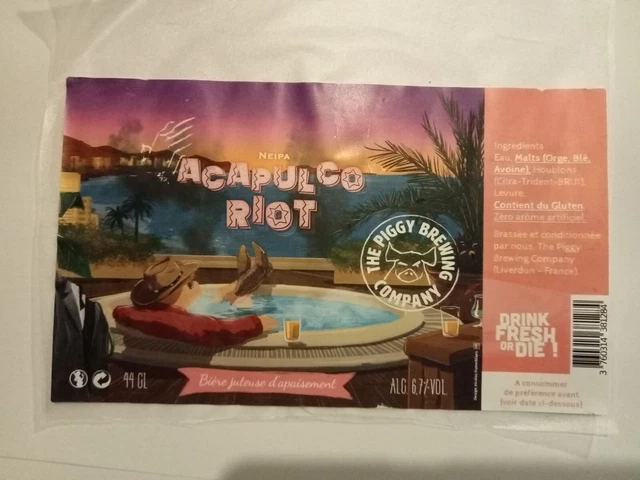 NEIPA
ACAPULCO
RIOT
THE PIGGY BREWING
COMPANY
44 CL
Bière juteuse d'apaisement
ALC. 6,7% VOL.
Ingrédients
Eau, Malts (Orge, Blé,
Avoine), Houblons
(Citra-Trident-BRU1),
Levure.
Contient du Gluten.
Zéro arôme artificiel.
Brassée et conditionnée
par nous, The Piggy
Brewing Company
(Liverdun - France).
DRINK
FRESH
OR DIE !
3 760314 381284
A consommer
de préférence avant
(voir date ci-dessous)